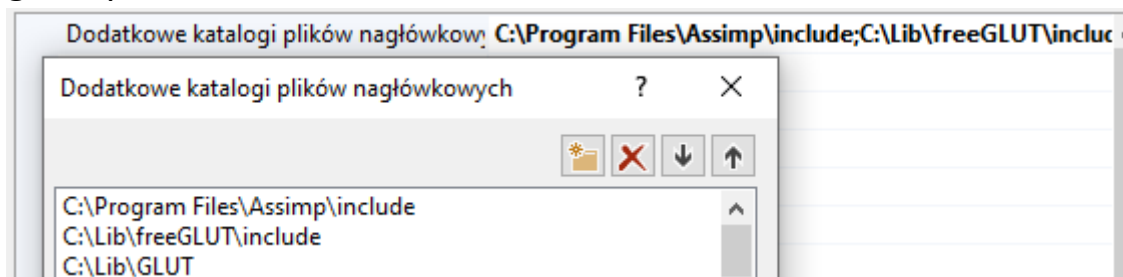 Dodatkowe katalogi plików nagłówkowy C:\Program Files\Assimp\include;C:\Lib\freeGLUT\includ
Dodatkowe katalogi plików nagłówkowych ?
C:\Program Files\Assimp\include
C:\Lib\freeGLUT\include
C:\Lib\GLUT